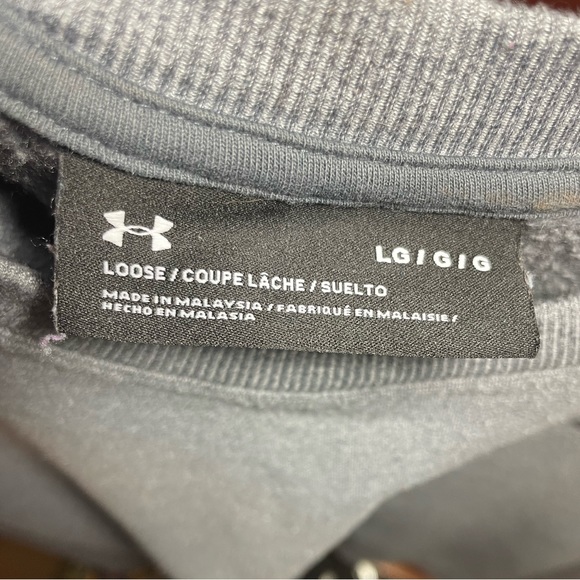 LG / G / G
LOOSE / COUPE LÂCHE / SUELTO
MADE IN MALAYSIA / FABRIQUÉ EN MALAISIE /
HECHO EN MALASIA